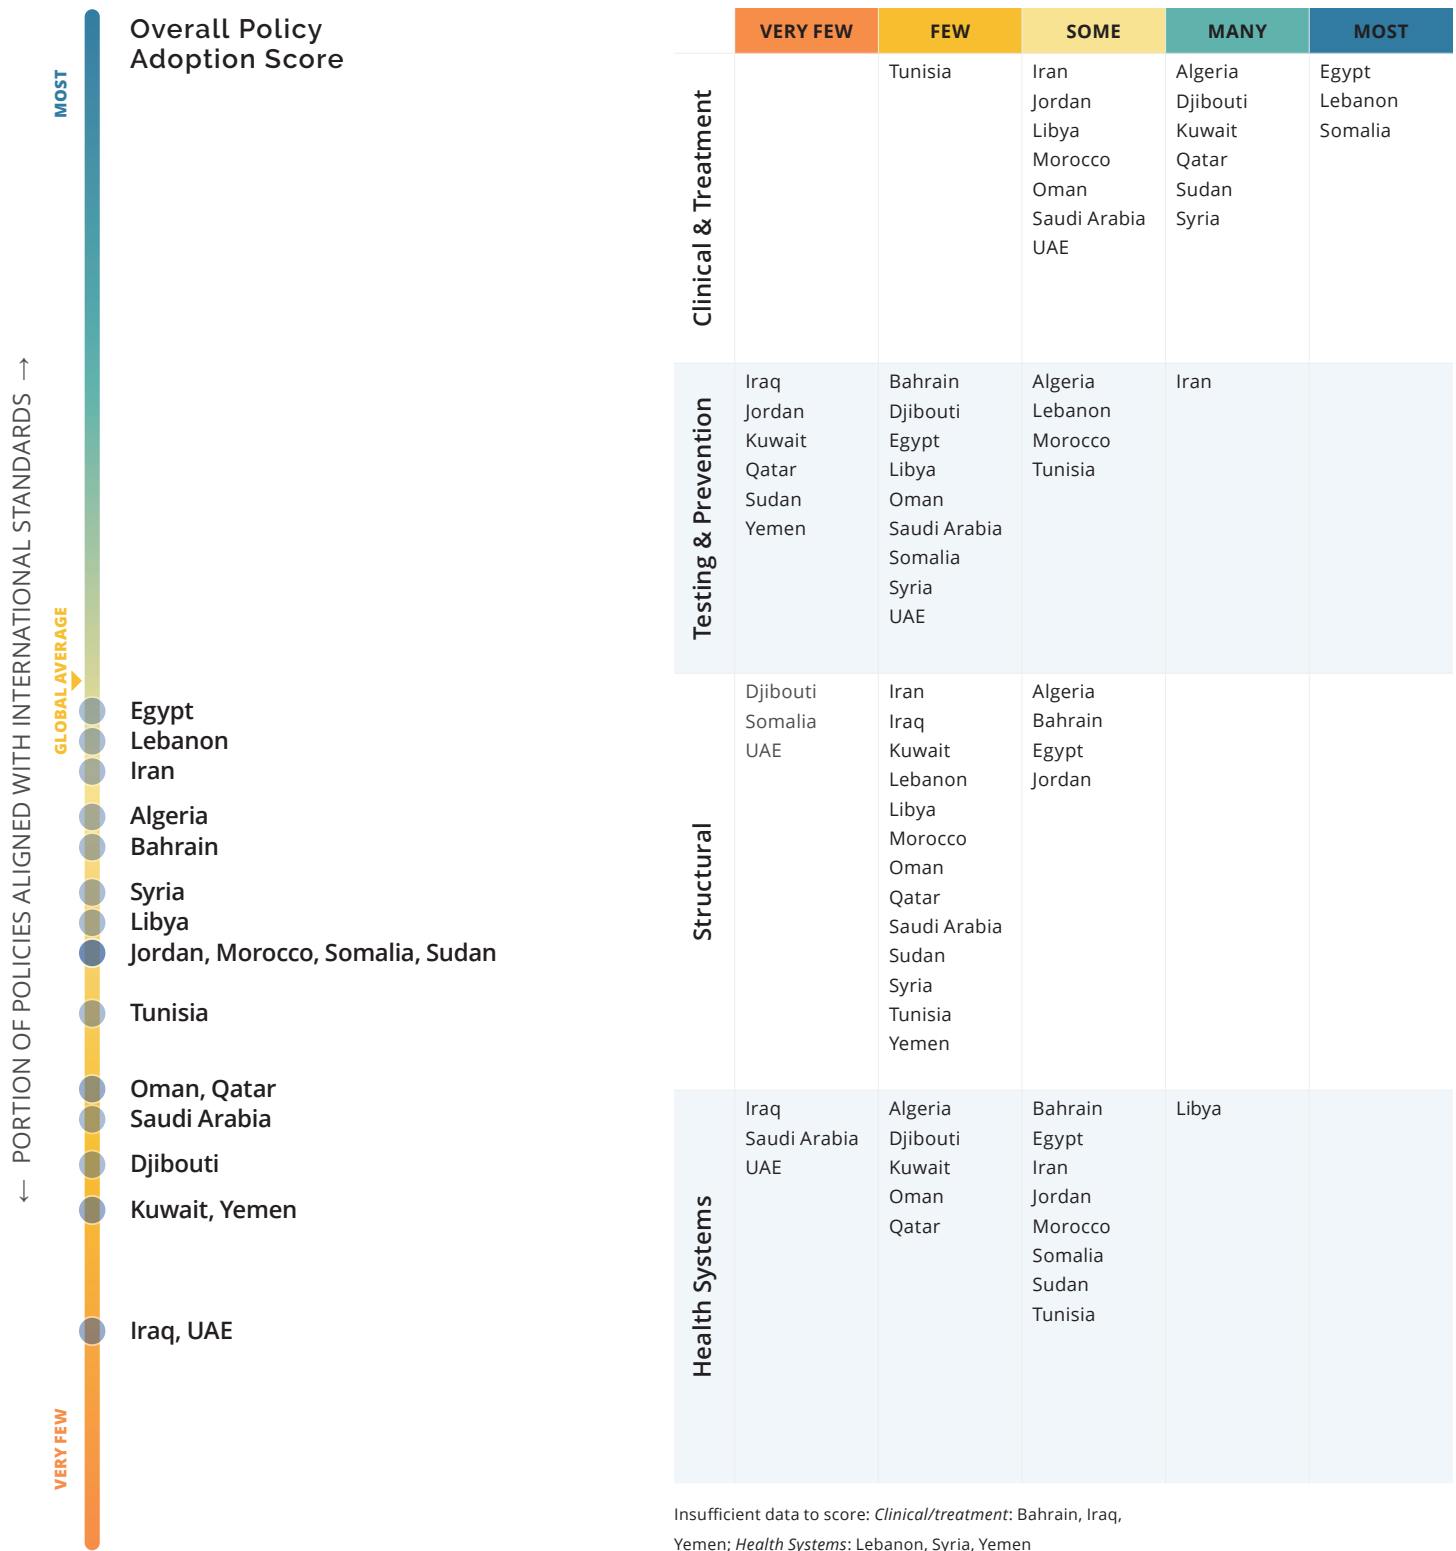 Overall Policy
Adoption Score
MOST
← PORTION OF POLICIES ALIGNED WITH INTERNATIONAL STANDARDS →
GLOBAL AVERAGE
VERY FEW
Egypt
Lebanon
Iran
Algeria
Bahrain
Syria
Libya
Jordan, Morocco, Somalia, Sudan
Tunisia
Oman, Qatar
Saudi Arabia
Djibouti
Kuwait, Yemen
Iraq, UAE
VERY FEW
FEW
SOME
MANY
MOST
Clinical & Treatment
Tunisia
Iran
Jordan
Libya
Morocco
Oman
Saudi Arabia
UAE
Algeria
Djibouti
Kuwait
Qatar
Sudan
Syria
Egypt
Lebanon
Somalia
Testing & Prevention
Iraq
Jordan
Kuwait
Qatar
Sudan
Yemen
Bahrain
Djibouti
Egypt
Libya
Oman
Saudi Arabia
Somalia
Syria
UAE
Algeria
Lebanon
Morocco
Tunisia
Iran
Structural
Djibouti
Somalia
UAE
Iran
Iraq
Kuwait
Lebanon
Libya
Morocco
Oman
Qatar
Saudi Arabia
Sudan
Syria
Tunisia
Yemen
Algeria
Bahrain
Egypt
Jordan
Health Systems
Iraq
Saudi Arabia
UAE
Algeria
Djibouti
Kuwait
Oman
Qatar
Bahrain
Egypt
Iran
Jordan
Morocco
Somalia
Sudan
Tunisia
Libya
Insufficient data to score: Clinical/treatment: Bahrain, Iraq,
Yemen; Health Systems: Lebanon, Syria, Yemen